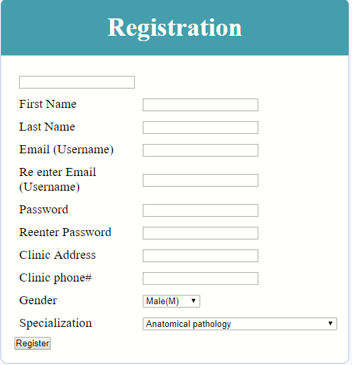 Registration
First Name
Last Name
Email (Username)
Re enter Email
(Username)
Password
Reenter Password
Clinic Address
Clinic phone#
Gender Male(M)
Specialization Anatomical pathology
Register